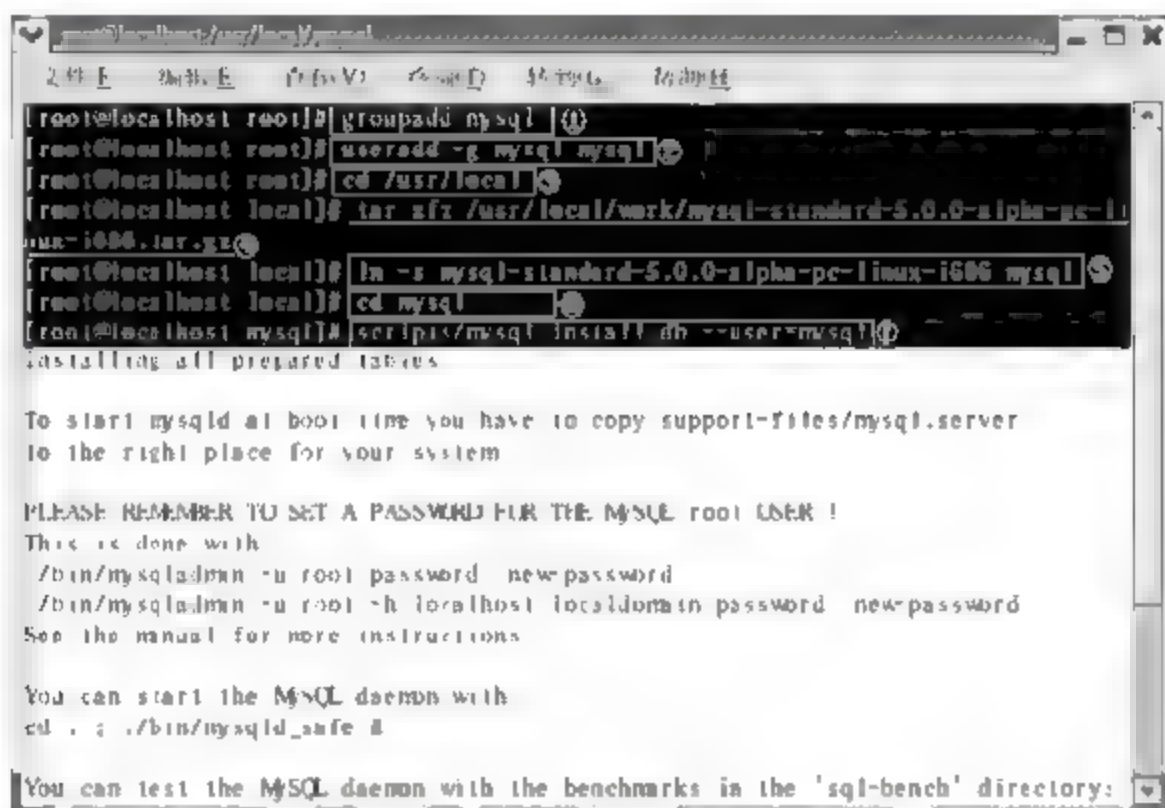 [root@localhost root]# groupadd mysql ①
[root@localhost root]# useradd -g mysql mysql
[root@localhost root]# cd /usr/local
[root@localhost local]# tar xfz /usr/local/work/mysql-standard-5.0.0-alpha-pc-li
nux-i686.tar.gz
[root@localhost local]# ln -s mysql-standard-5.0.0-alpha-pc-linux-i686 mysql
[root@localhost local]# cd mysql
[root@localhost mysql]# scripts/mysql install db --user=mysql
Installing all prepared tables
To start mysqld at boot time you have to copy support-files/mysql.server
to the right place for your system
PLEASE REMEMBER TO SET A PASSWORD FOR THE MySQL root USER !
This is done with
/bin/mysqladmin -u root password new-password
/bin/mysqladmin -u root -h localhost localdomain password new-password
See the manual for more instructions
You can start the MySQL daemon with
cd . ; ./bin/mysqld_safe &
You can test the MySQL daemon with the benchmarks in the 'sql-bench' directory: